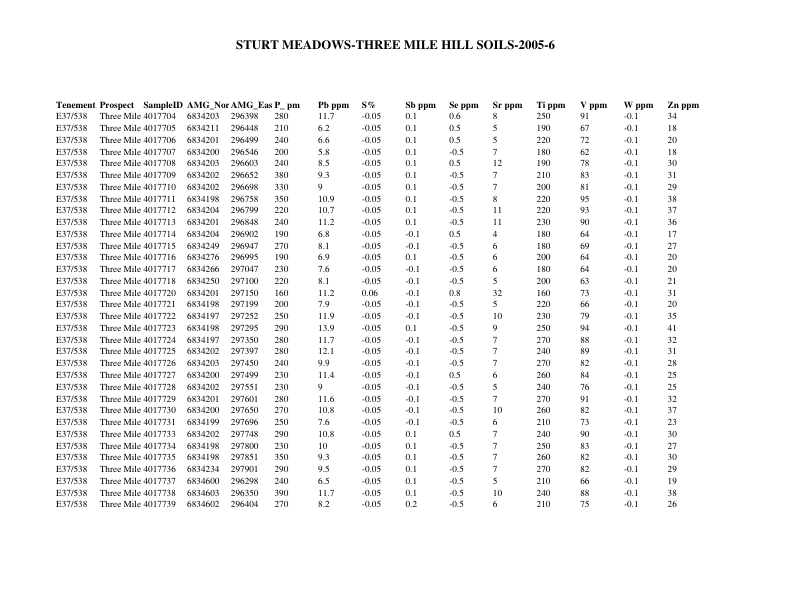 STURT MEADOWS-THREE MILE HILL SOILS-2005-6
Tenement Prospect SampleID AMG_Nor AMG_Eas P_ pm Pb ppm S% Sb ppm Se ppm Sr ppm Ti ppm V ppm W ppm Zn ppm
E37/538 Three Mile 4017704 6834203 296398 280 11.7 -0.05 0.1 0.6 8 250 91 -0.1 34
E37/538 Three Mile 4017705 6834211 296448 210 6.2 -0.05 0.1 0.5 5 190 67 -0.1 18
E37/538 Three Mile 4017706 6834201 296499 240 6.6 -0.05 0.1 0.5 5 220 72 -0.1 20
E37/538 Three Mile 4017707 6834200 296546 200 5.8 -0.05 0.1 -0.5 7 180 62 -0.1 18
E37/538 Three Mile 4017708 6834203 296603 240 8.5 -0.05 0.1 0.5 12 190 78 -0.1 30
E37/538 Three Mile 4017709 6834202 296652 380 9.3 -0.05 0.1 -0.5 7 210 83 -0.1 31
E37/538 Three Mile 4017710 6834202 296698 330 9 -0.05 0.1 -0.5 7 200 81 -0.1 29
E37/538 Three Mile 4017711 6834198 296758 350 10.9 -0.05 0.1 -0.5 8 220 95 -0.1 38
E37/538 Three Mile 4017712 6834204 296799 220 10.7 -0.05 0.1 -0.5 11 220 93 -0.1 37
E37/538 Three Mile 4017713 6834201 296848 240 11.2 -0.05 0.1 -0.5 11 230 90 -0.1 36
E37/538 Three Mile 4017714 6834204 296902 190 6.8 -0.05 -0.1 0.5 4 180 64 -0.1 17
E37/538 Three Mile 4017715 6834249 296947 270 8.1 -0.05 -0.1 -0.5 6 180 69 -0.1 27
E37/538 Three Mile 4017716 6834276 296995 190 6.9 -0.05 0.1 -0.5 6 200 64 -0.1 20
E37/538 Three Mile 4017717 6834266 297047 230 7.6 -0.05 -0.1 -0.5 6 180 64 -0.1 20
E37/538 Three Mile 4017718 6834250 297100 220 8.1 -0.05 -0.1 -0.5 5 200 63 -0.1 21
E37/538 Three Mile 4017720 6834201 297150 160 11.2 0.06 -0.1 0.8 32 160 73 -0.1 31
E37/538 Three Mile 4017721 6834198 297199 200 7.9 -0.05 -0.1 -0.5 5 220 66 -0.1 20
E37/538 Three Mile 4017722 6834197 297252 250 11.9 -0.05 -0.1 -0.5 10 230 79 -0.1 35
E37/538 Three Mile 4017723 6834198 297295 290 13.9 -0.05 0.1 -0.5 9 250 94 -0.1 41
E37/538 Three Mile 4017724 6834197 297350 280 11.7 -0.05 -0.1 -0.5 7 270 88 -0.1 32
E37/538 Three Mile 4017725 6834202 297397 280 12.1 -0.05 -0.1 -0.5 7 240 89 -0.1 31
E37/538 Three Mile 4017726 6834203 297450 240 9.9 -0.05 -0.1 -0.5 7 270 82 -0.1 28
E37/538 Three Mile 4017727 6834200 297499 230 11.4 -0.05 -0.1 0.5 6 260 84 -0.1 25
E37/538 Three Mile 4017728 6834202 297551 230 9 -0.05 -0.1 -0.5 5 240 76 -0.1 25
E37/538 Three Mile 4017729 6834201 297601 280 11.6 -0.05 -0.1 -0.5 7 270 91 -0.1 32
E37/538 Three Mile 4017730 6834200 297650 270 10.8 -0.05 -0.1 -0.5 10 260 82 -0.1 37
E37/538 Three Mile 4017731 6834199 297696 250 7.6 -0.05 -0.1 -0.5 6 210 73 -0.1 23
E37/538 Three Mile 4017733 6834202 297748 290 10.8 -0.05 0.1 0.5 7 240 90 -0.1 30
E37/538 Three Mile 4017734 6834198 297800 230 10 -0.05 0.1 -0.5 7 250 83 -0.1 27
E37/538 Three Mile 4017735 6834198 297851 350 9.3 -0.05 0.1 -0.5 7 260 82 -0.1 30
E37/538 Three Mile 4017736 6834234 297901 290 9.5 -0.05 0.1 -0.5 7 270 82 -0.1 29
E37/538 Three Mile 4017737 6834600 296298 240 6.5 -0.05 0.1 -0.5 5 210 66 -0.1 19
E37/538 Three Mile 4017738 6834603 296350 390 11.7 -0.05 0.1 -0.5 10 240 88 -0.1 38
E37/538 Three Mile 4017739 6834602 296404 270 8.2 -0.05 0.2 -0.5 6 210 75 -0.1 26